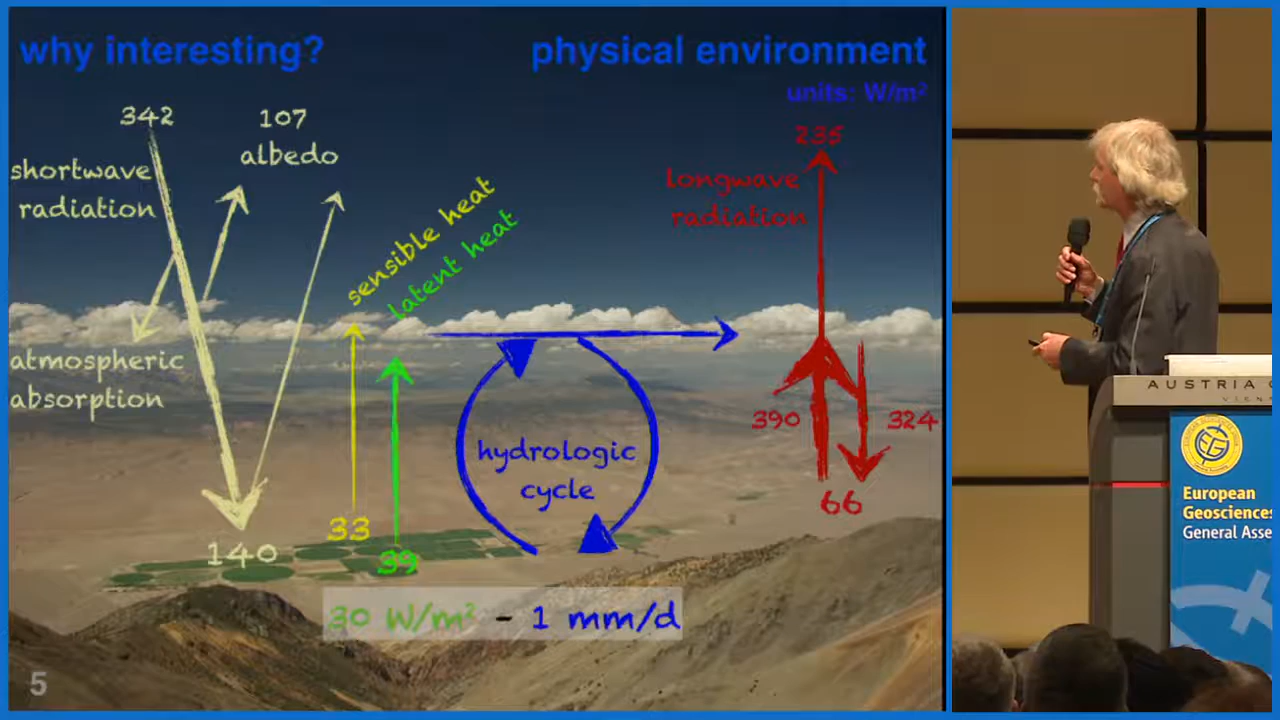 why interesting?
physical environment
units: W/m²
342
107
albedo
shortwave
radiation
atmospheric
absorption
140
sensible heat
latent heat
33
39
hydrologic
cycle
235
longwave
radiation
390
324
66
30 W/m² - 1 mm/d
5
AUSTRIA
European
Geosciences
General Asse